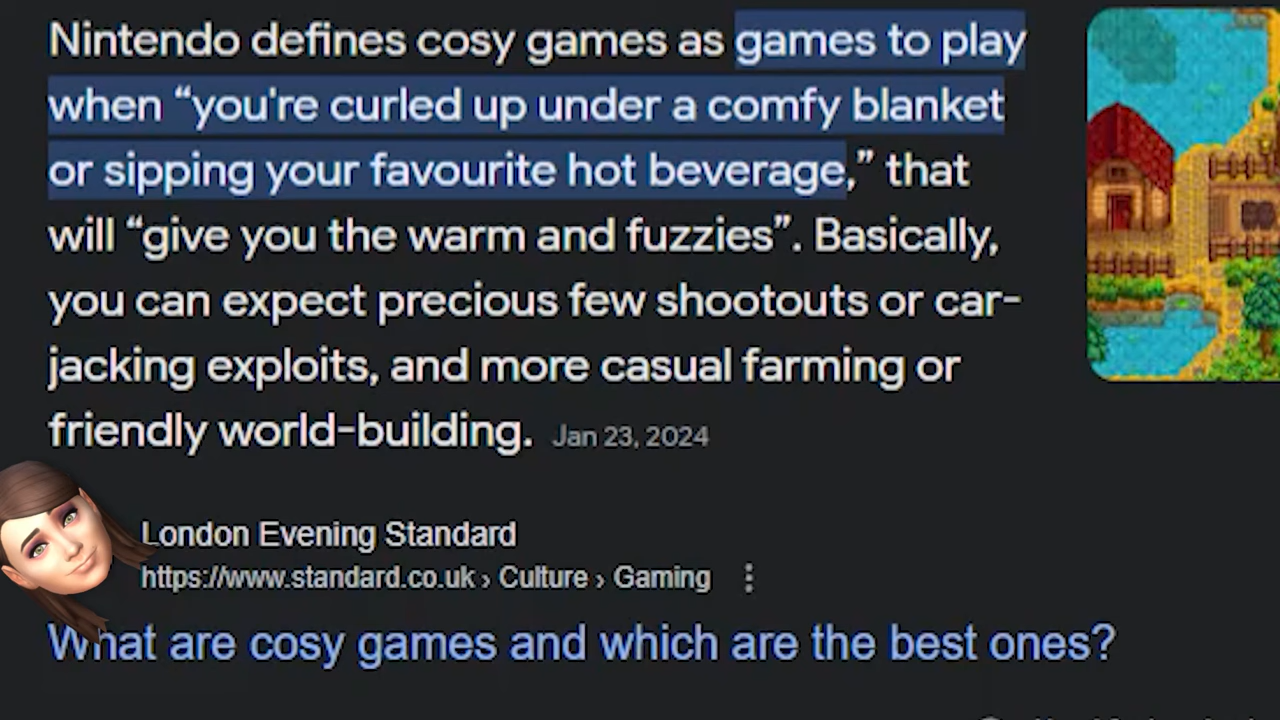 Nintendo defines cosy games as games to play
when “you're curled up under a comfy blanket
or sipping your favourite hot beverage,” that
will “give you the warm and fuzzies”. Basically,
you can expect precious few shootouts or car-
jacking exploits, and more casual farming or
friendly world-building. Jan 23, 2024
London Evening Standard
https://www.standard.co.uk › Culture › Gaming
What are cosy games and which are the best ones?